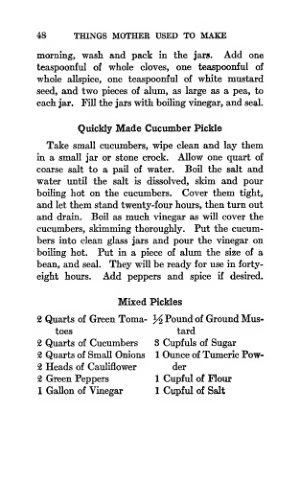 48 THINGS MOTHER USED TO MAKE
morning, wash and pack in the jars. Add one
teaspoonful of whole cloves, one teaspoonful of
whole allspice, one teaspoonful of white mustard
seed, and two pieces of alum, as large as a pea, to
each jar. Fill the jars with boiling vinegar, and seal.
Quickly Made Cucumber Pickle
Take small cucumbers, wipe clean and lay them
in a small jar or stone crock. Allow one quart of
coarse salt to a pail of water. Boil the salt and
water until the salt is dissolved, skim and pour
boiling hot on the cucumbers. Cover them tight,
and let them stand twenty-four hours, then turn out
and drain. Boil as much vinegar as will cover the
cucumbers, skimming thoroughly. Put the cucum-
bers into clean glass jars and pour the vinegar on
boiling hot. Put in a piece of alum the size of a
bean, and seal. They will be ready for use in forty-
eight hours. Add peppers and spice if desired.
Mixed Pickles
2 Quarts of Green Toma-
toes
2 Quarts of Cucumbers
2 Quarts of Small Onions
2 Heads of Cauliflower
2 Green Peppers
1 Gallon of Vinegar
½ Pound of Ground Mus-
tard
3 Cupfuls of Sugar
1 Ounce of Tumeric Pow-
der
1 Cupful of Flour
1 Cupful of Salt